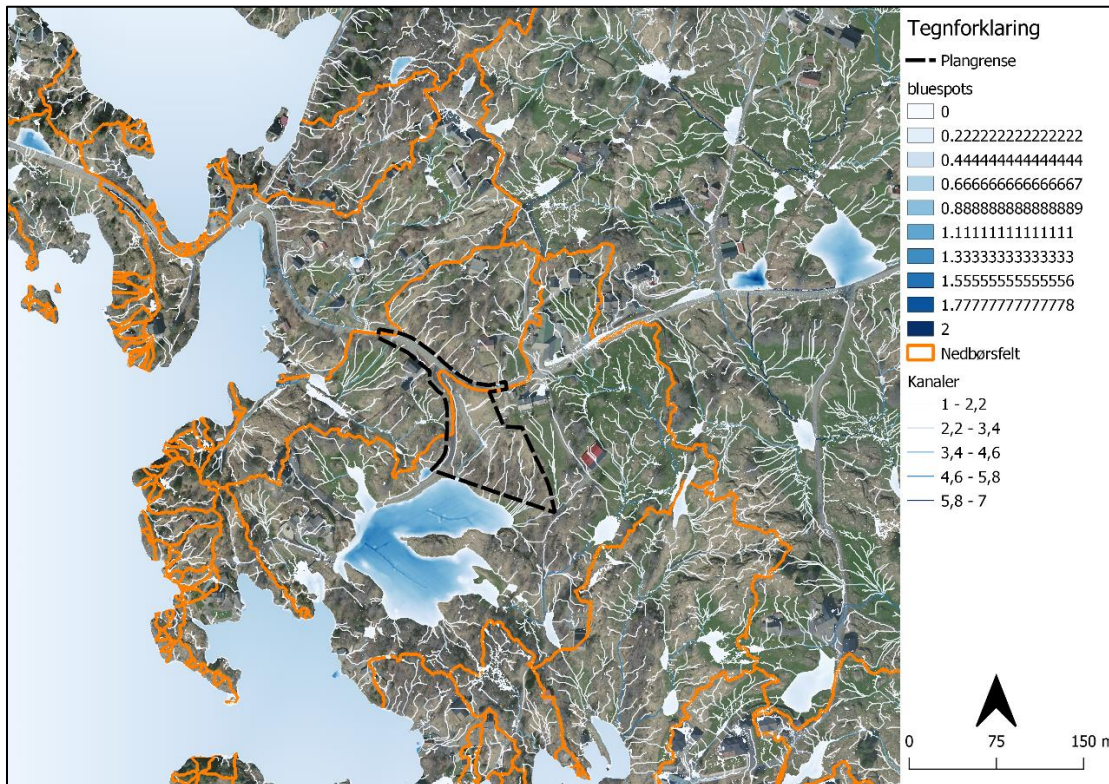 Tegnforklaring
Plangrense
bluespots
0
0.222222222222222
0.444444444444444
0.666666666666667
0.888888888888889
1.11111111111111
1.33333333333333
1.55555555555556
1.77777777777778
2
Nedbørsfelt
Kanaler
1 - 2,2
2,2 - 3,4
3,4 - 4,6
4,6 - 5,8
5,8 - 7
0 75 150 m